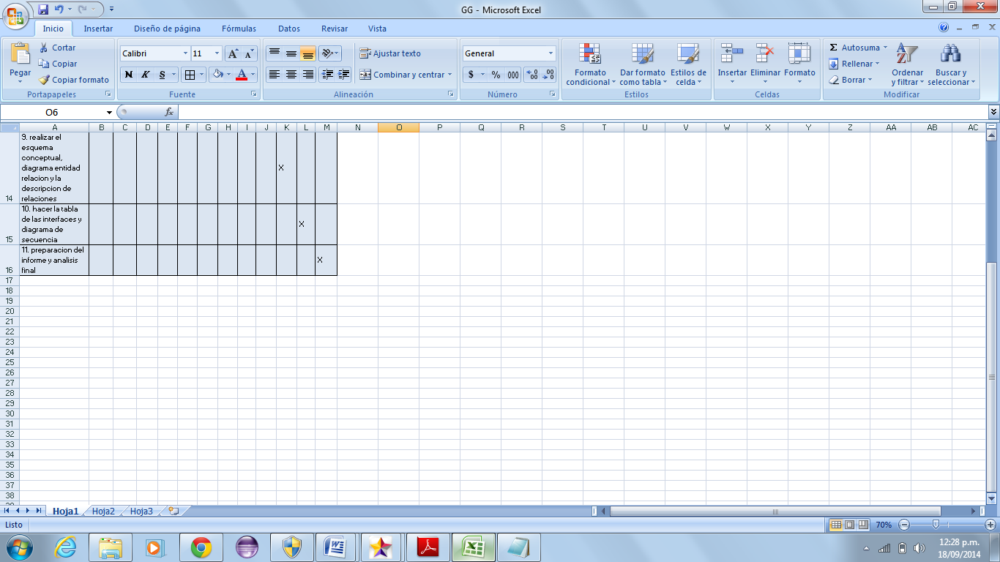 GG - Microsoft Excel
Inicio Insertar Diseño de página Fórmulas Datos Revisar Vista
Pegar
Cortar
Copiar
Copiar formato
Portapapeles
Calibri 11
N K S
Fuente
Ajustar texto
Combinar y centrar
Alineación
General
$ % 000
Número
Formato condicional
Dar formato como tabla
Estilos de celda
Estilos
Insertar Eliminar Formato
Celdas
Autosuma
Rellenar
Borrar
Ordenar y filtrar
Buscar y seleccionar
Modificar
O6 fx
A B C D E F G H I J K L M N O P Q R S T U V W X Y Z AA AB AC
9. realizar el
esquema
conceptual,
diagrama entidad
relacion y la
descripcion de
relaciones
X
14
10. hacer la tabla
de las interfaces y
diagrama de
secuencia
X
15
11. preparacion del
informe y analisis
final
X
16
17
18
19
20
21
22
23
24
25
26
27
28
29
30
31
32
33
34
35
36
37
38
Hoja1 Hoja2 Hoja3
Listo 70%
12:28 p.m.
18/09/2014